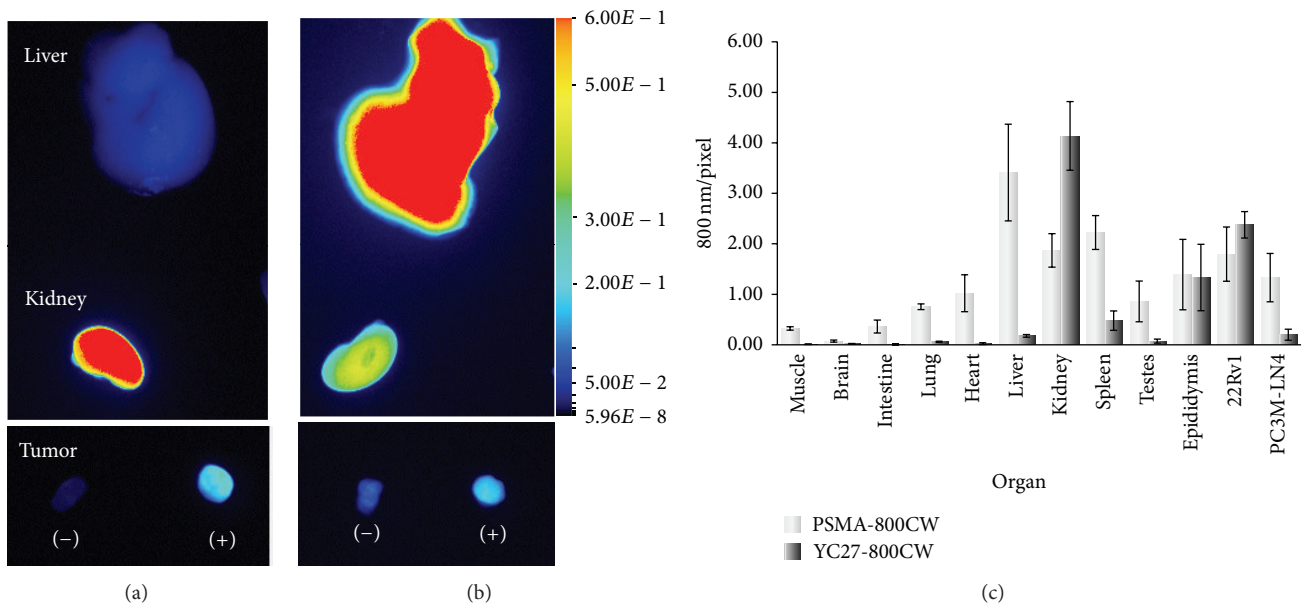 Liver
Kidney
Tumor
(−)
(+)
(a)
(−)
(+)
(b)
6.00E − 1
5.00E − 1
3.00E − 1
2.00E − 1
5.00E − 2
5.96E − 8
800 nm/pixel
6.00
5.00
4.00
3.00
2.00
1.00
0.00
Muscle
Brain
Intestine
Lung
Heart
Liver
Kidney
Spleen
Testes
Epididymis
22Rv1
PC3M-LN4
Organ
PSMA-800CW
YC27-800CW
(c)